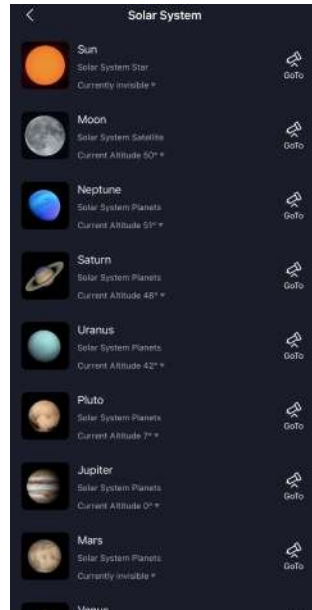 Solar System
Sun
Solar System Star
GoTo
Currently invisible
Moon
Solar System Satellite
GoTo
Current Altitude 50°
Neptune
Solar System Planets
GoTo
Current Altitude 51°
Saturn
Solar System Planets
GoTo
Current Altitude 48°
Uranus
Solar System Planets
GoTo
Current Altitude 42°
Pluto
Solar System Planets
GoTo
Current Altitude 7°
Jupiter
Solar System Planets
GoTo
Current Altitude 0°
Mars
Solar System Planets
GoTo
Currently invisible
Venus